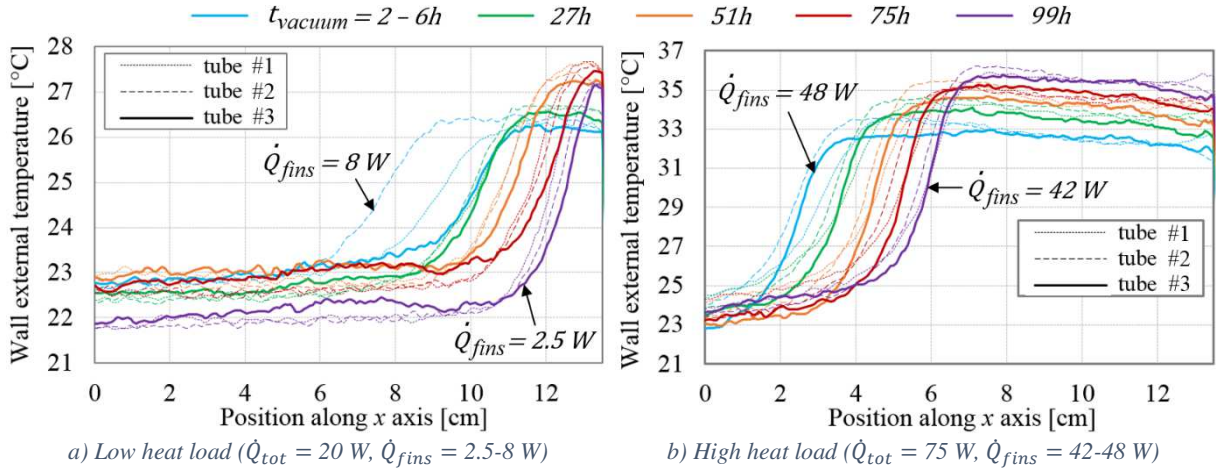 t_vacuum = 2 – 6h 27h 51h 75h 99h
Wall external temperature [°C]
28
27
26
25
24
23
22
21
tube #1
tube #2
tube #3
Q̇_fins = 8 W
Q̇_fins = 2.5 W
0 2 4 6 8 10 12
Position along x axis [cm]
a) Low heat load (Q̇_tot = 20 W, Q̇_fins = 2.5-8 W)
Wall external temperature [°C]
37
35
33
31
29
27
25
23
21
Q̇_fins = 48 W
Q̇_fins = 42 W
tube #1
tube #2
tube #3
0 2 4 6 8 10 12
Position along x axis [cm]
b) High heat load (Q̇_tot = 75 W, Q̇_fins = 42-48 W)